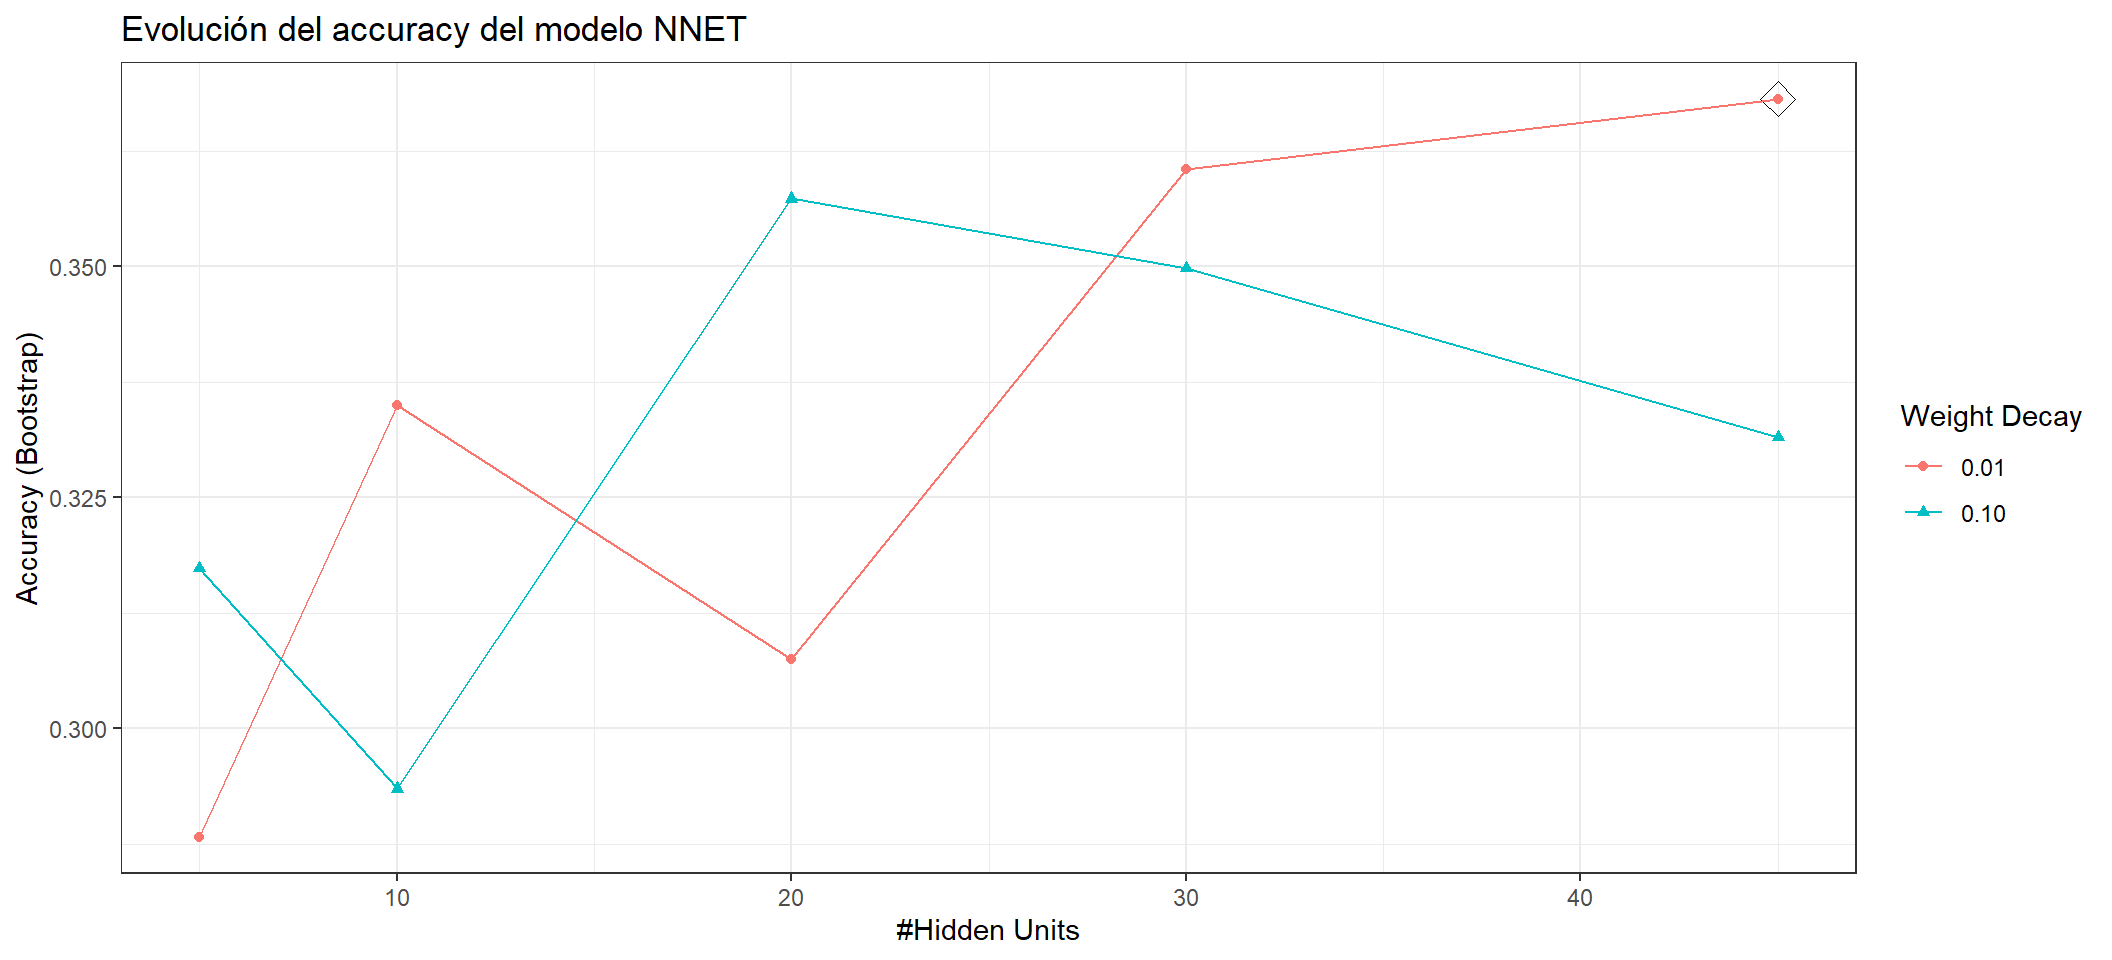 Evolución del accuracy del modelo NNET
Accuracy (Bootstrap)
0.350
0.325
0.300
10 20 30 40
#Hidden Units
Weight Decay
0.01
0.10